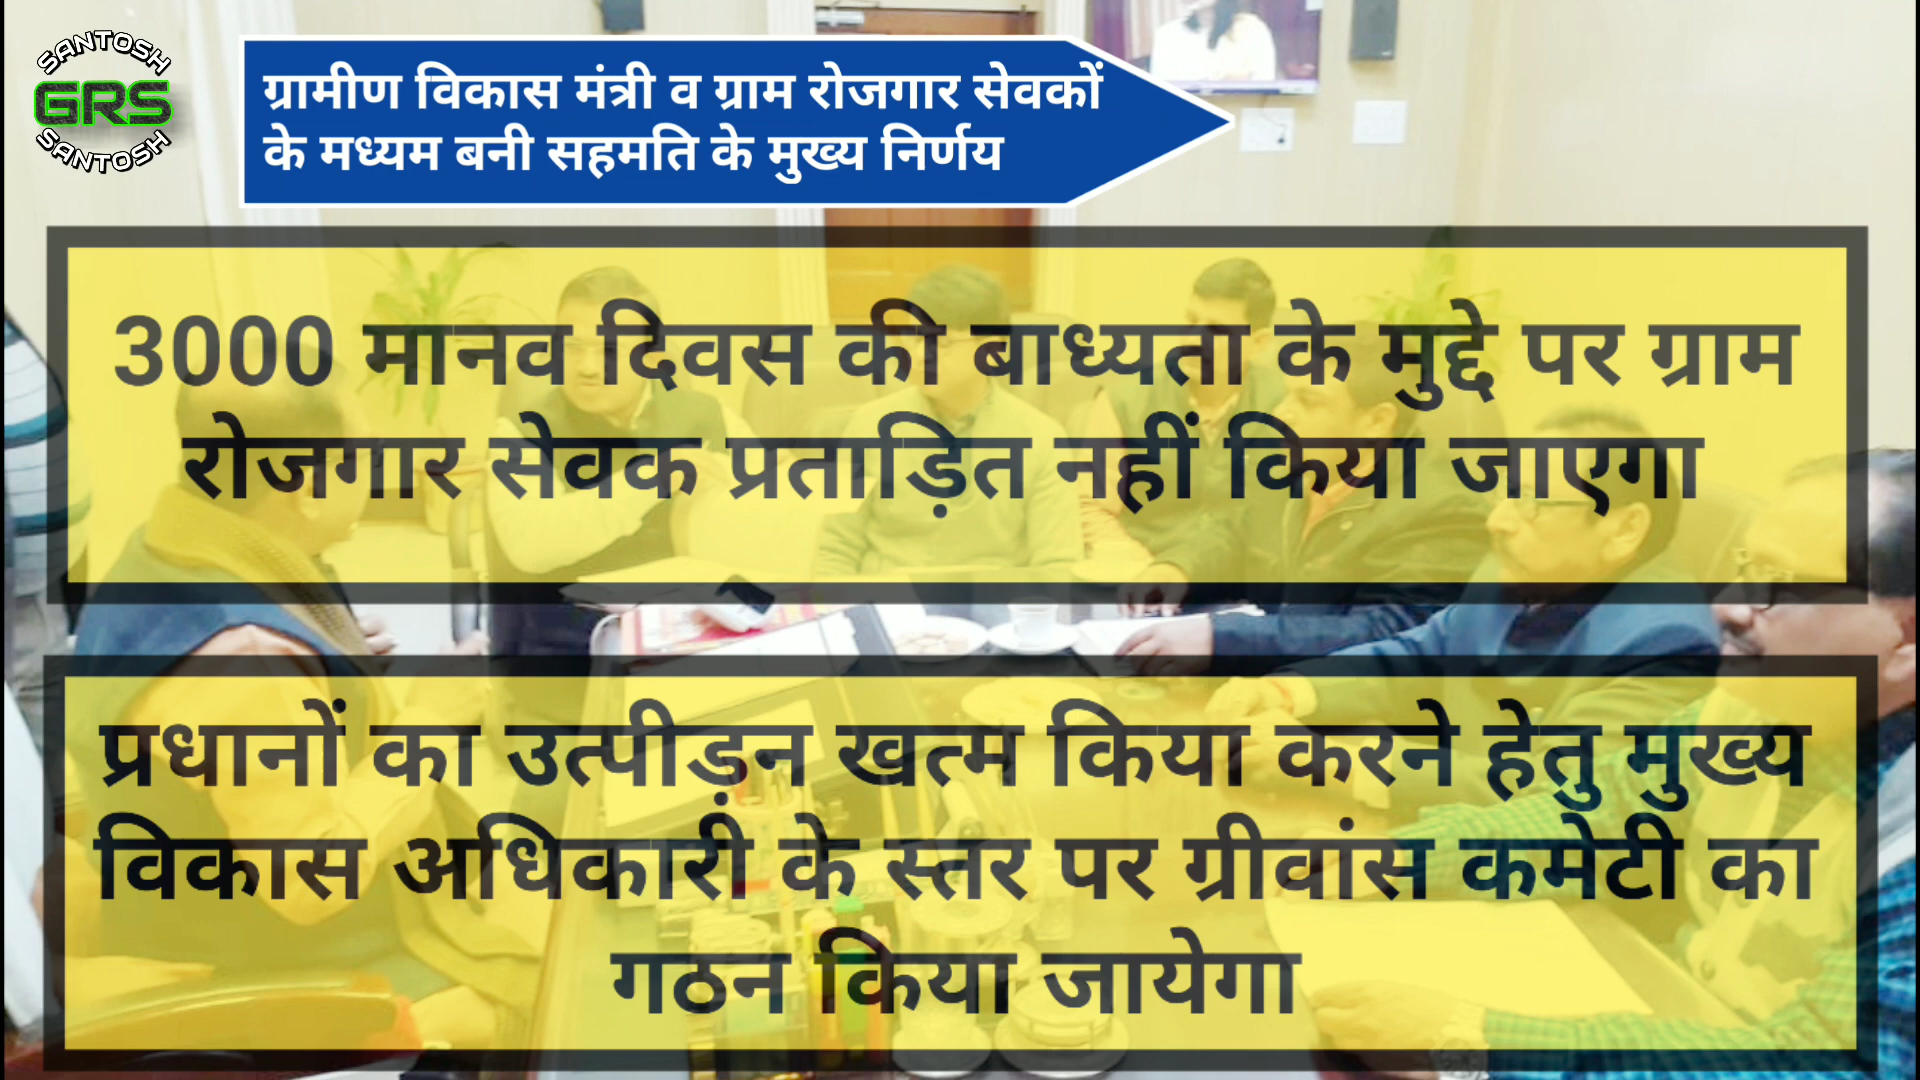 SANTOSH
GRS
SANTOSH
ग्रामीण विकास मंत्री व ग्राम रोजगार सेवकों
के मध्यम बनी सहमति के मुख्य निर्णय
3000 मानव दिवस की बाध्यता के मुद्दे पर ग्राम
रोजगार सेवक प्रताड़ित नहीं किया जाएगा
प्रधानों का उत्पीड़न खत्म किया करने हेतु मुख्य
विकास अधिकारी के स्तर पर ग्रीवांस कमेटी का
गठन किया जायेगा